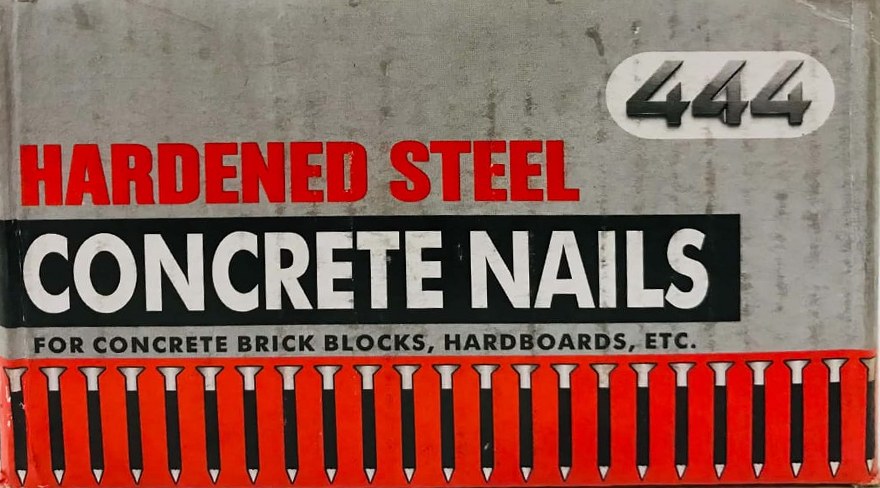 444
HARDENED STEEL
CONCRETE NAILS
FOR CONCRETE BRICK BLOCKS, HARDBOARDS, ETC.